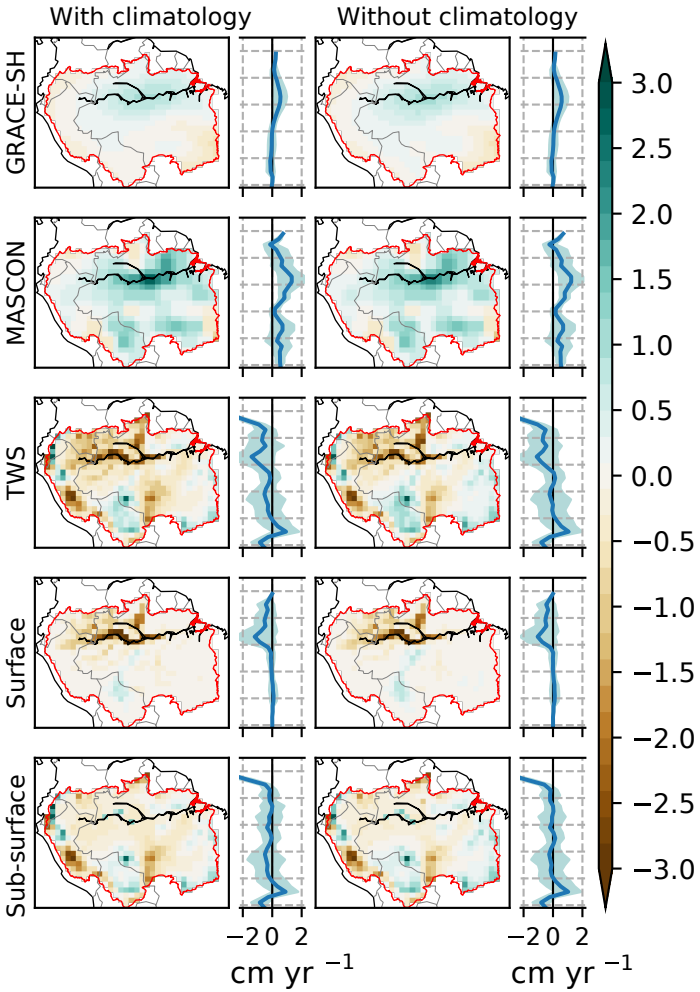 With climatology Without climatology
GRACE-SH
MASCON
TWS
Surface
Sub-surface
3.0
2.5
2.0
1.5
1.0
0.5
0.0
−0.5
−1.0
−1.5
−2.0
−2.5
−3.0
−2 0 2 −2 0 2
cm yr −1 cm yr −1